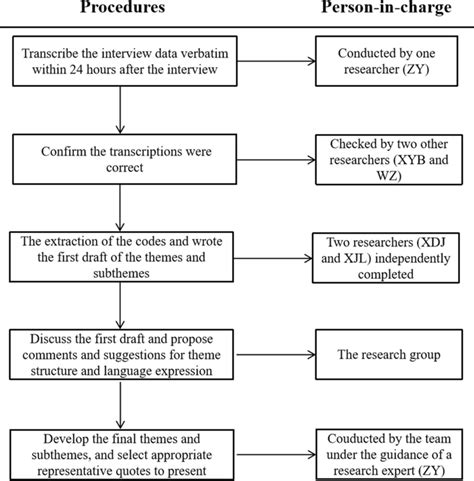 Procedures
Person-in-charge
Transcribe the interview data verbatim
within 24 hours after the interview
Conducted by one
researcher (ZY)
Confirm the transcriptions were
correct
Checked by two other
researchers (XYB and
WZ)
The extraction of the codes and wrote
the first draft of the themes and
subthemes
Two researchers (XDJ
and XJL) independently
completed
Discuss the first draft and propose
comments and suggestions for theme
structure and language expression
The research group
Develop the final themes and
subthemes, and select appropriate
representative quotes to present
Couducted by the team
under the guidance of a
research expert (ZY)